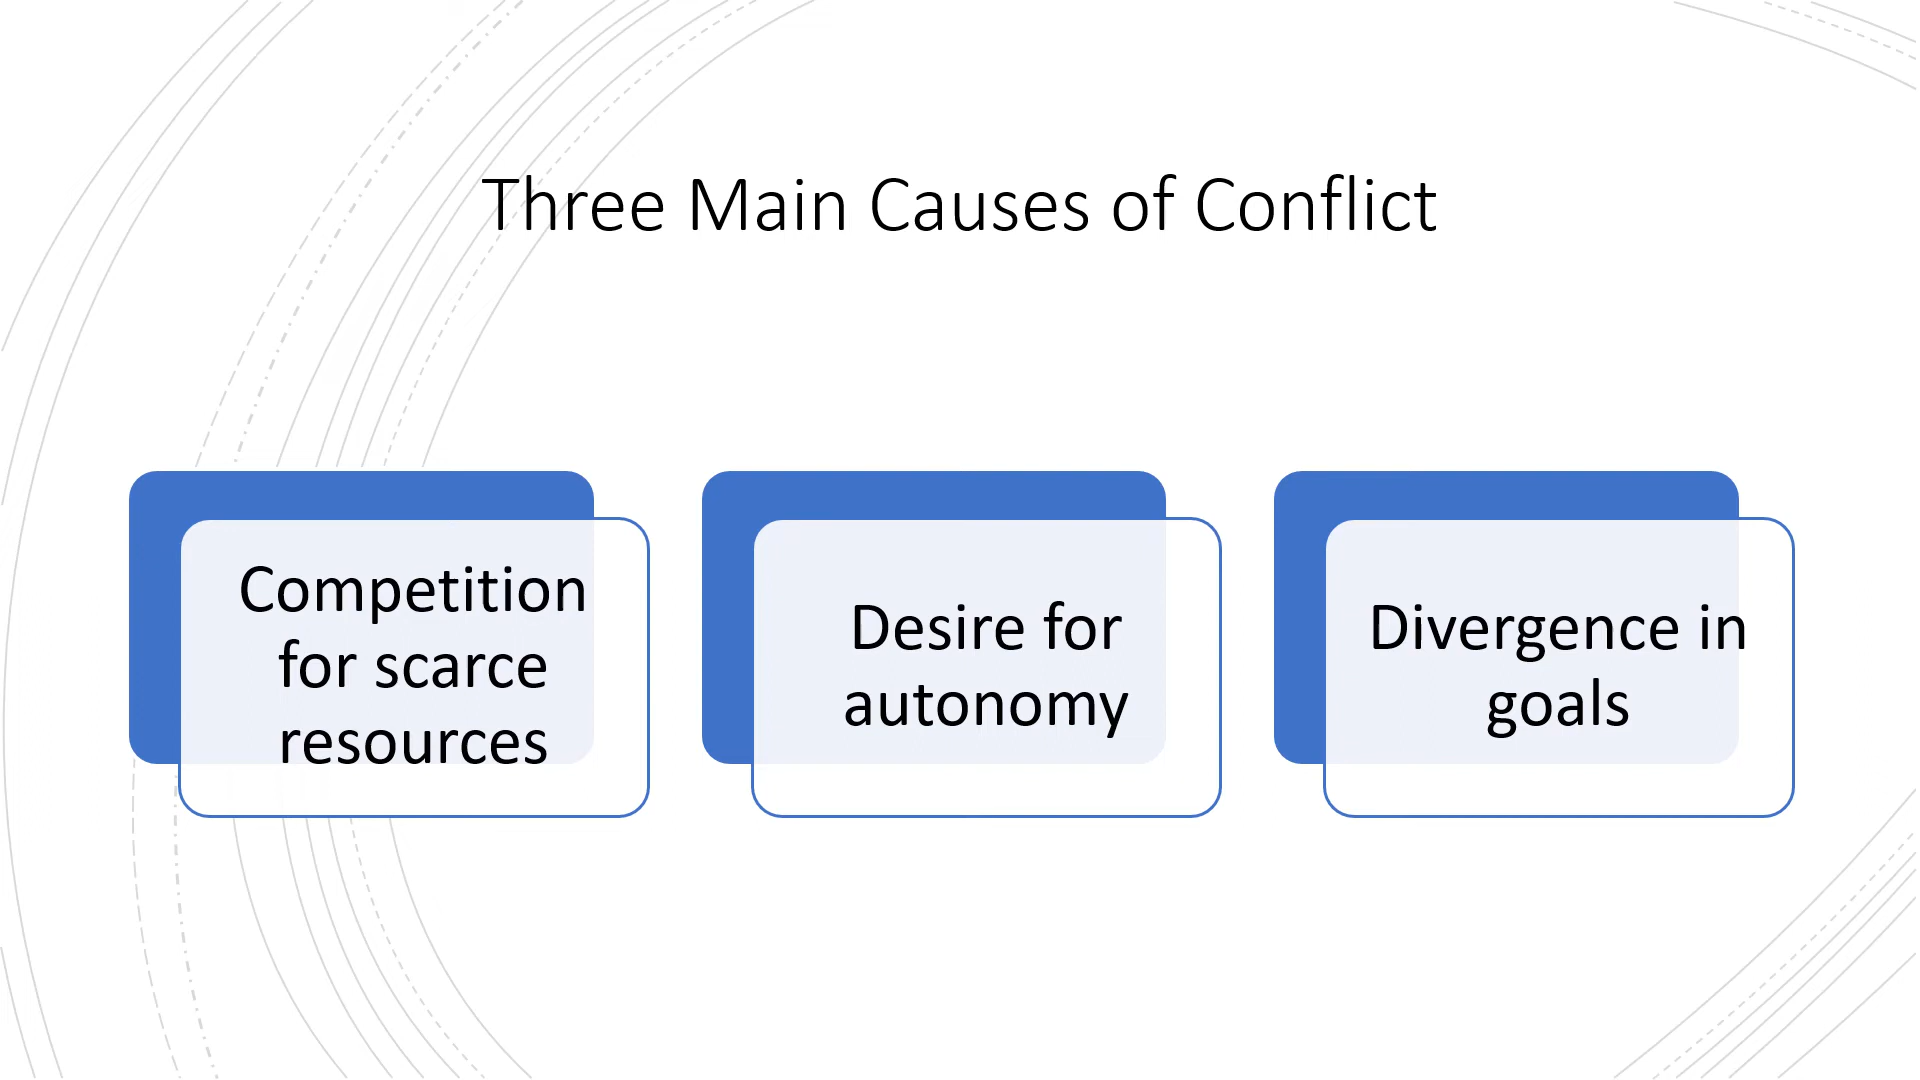 Three Main Causes of Conflict
Competition
for scarce
resources
Desire for
autonomy
Divergence in
goals